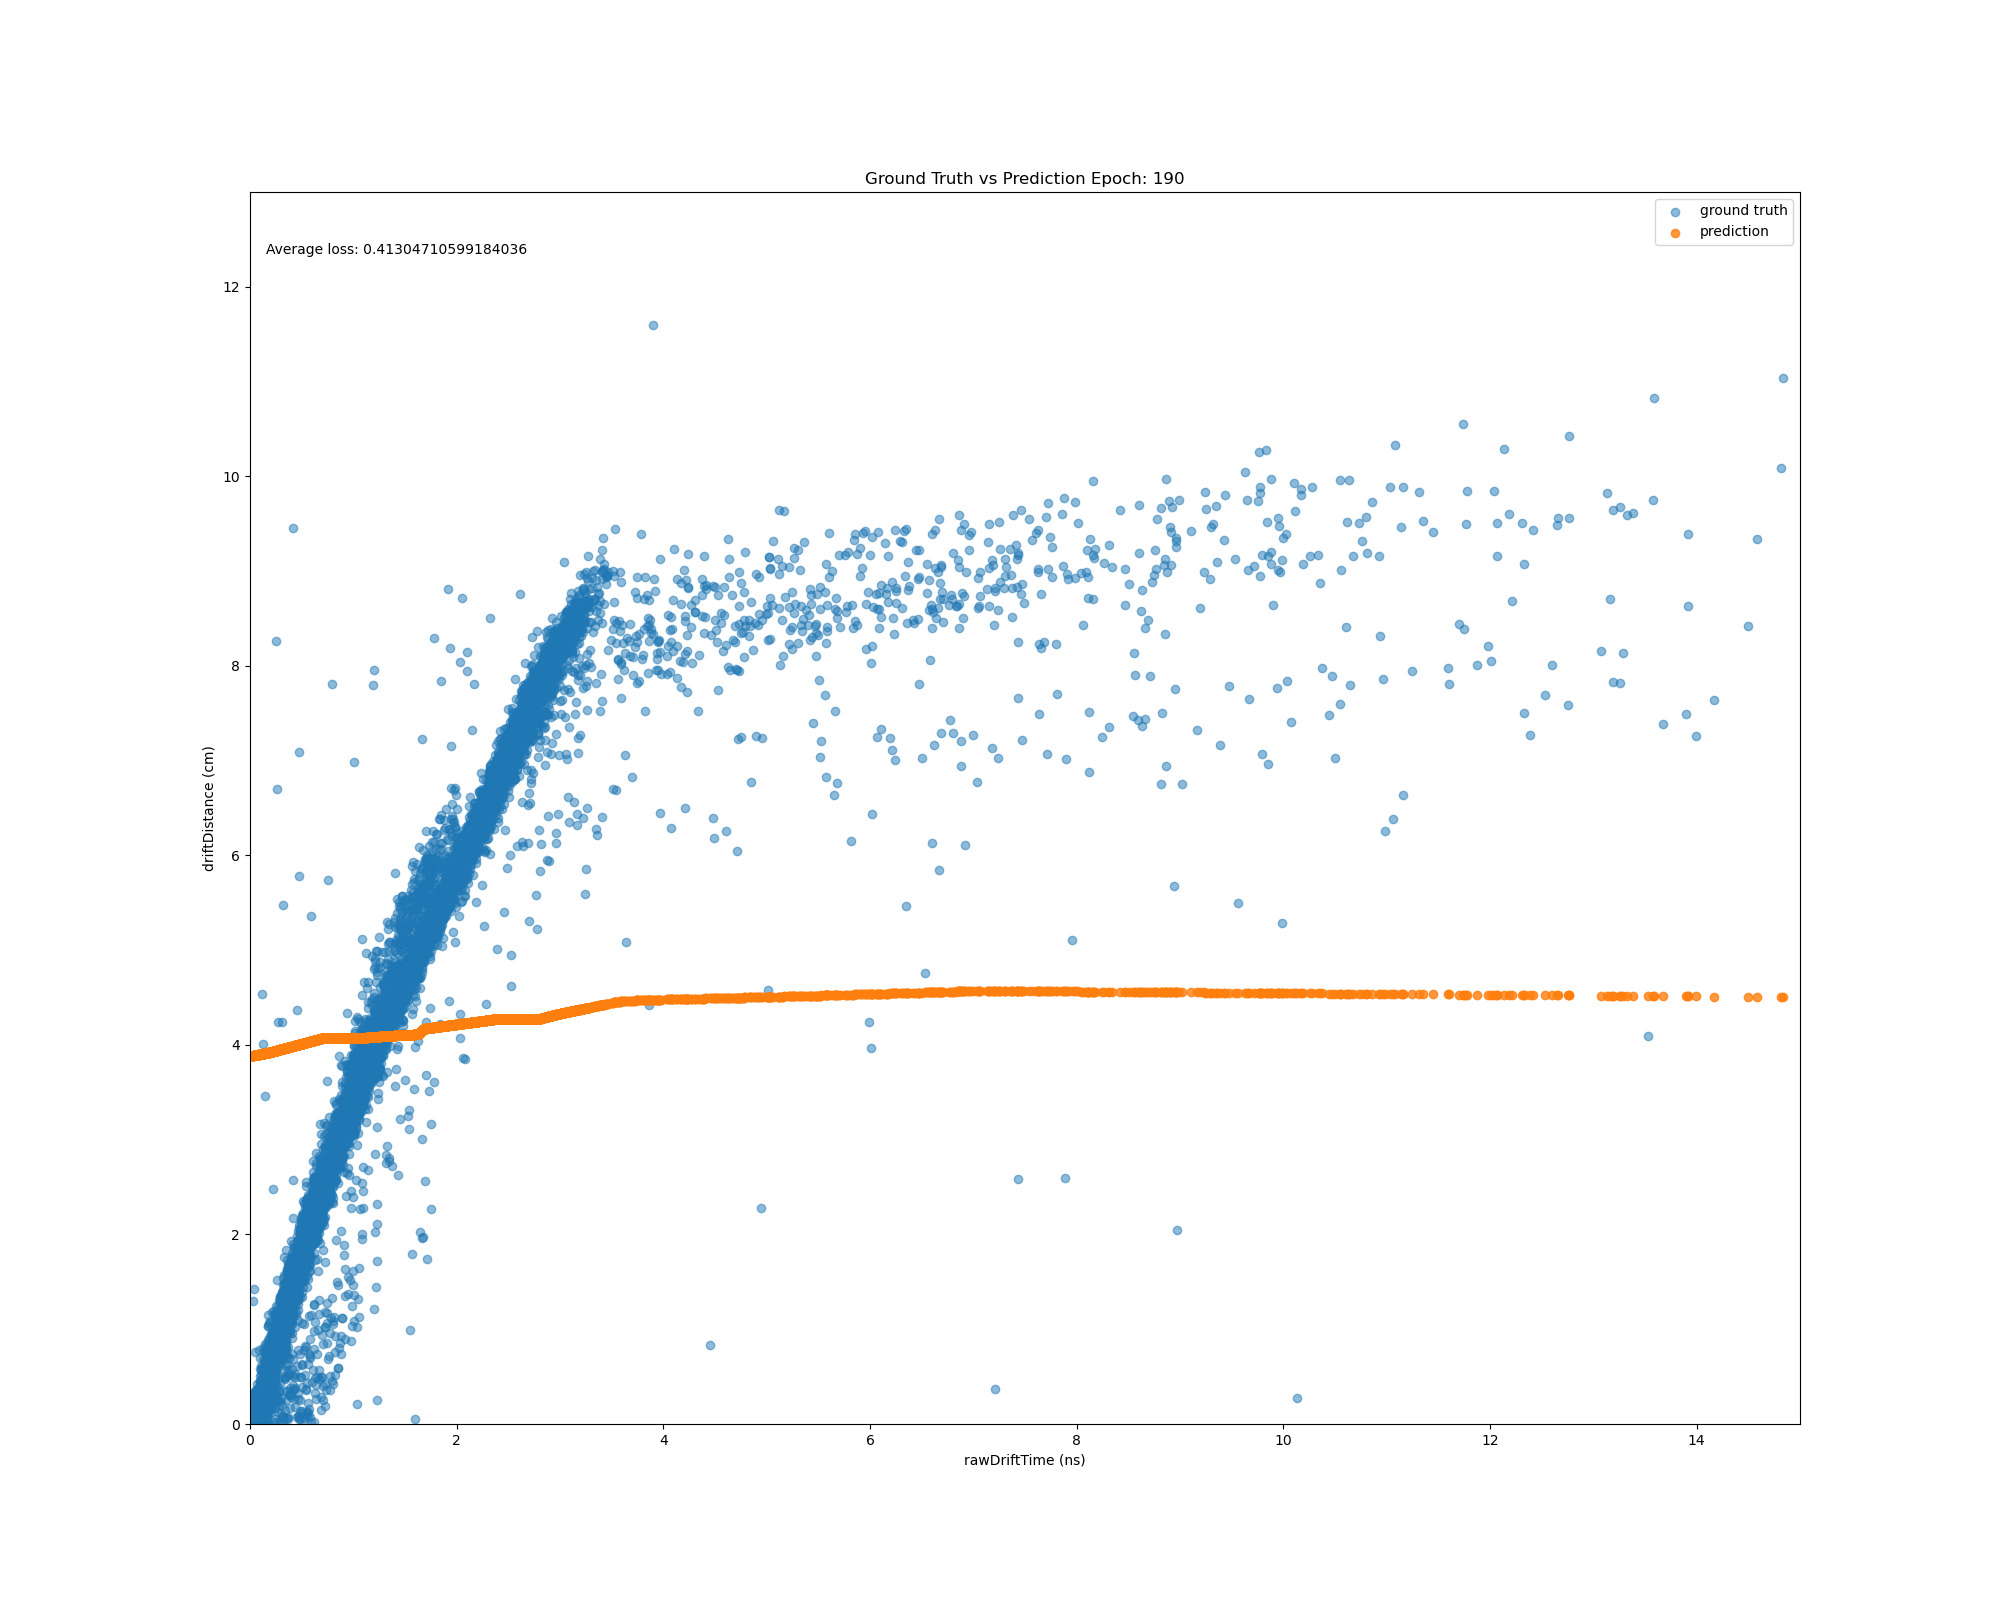 Ground Truth vs Prediction Epoch: 190
ground truth
prediction
Average loss: 0.41304710599184036
driftDistance (cm)
12
10
8
6
4
2
0
0 2 4 6 8 10 12 14
rawDriftTime (ns)